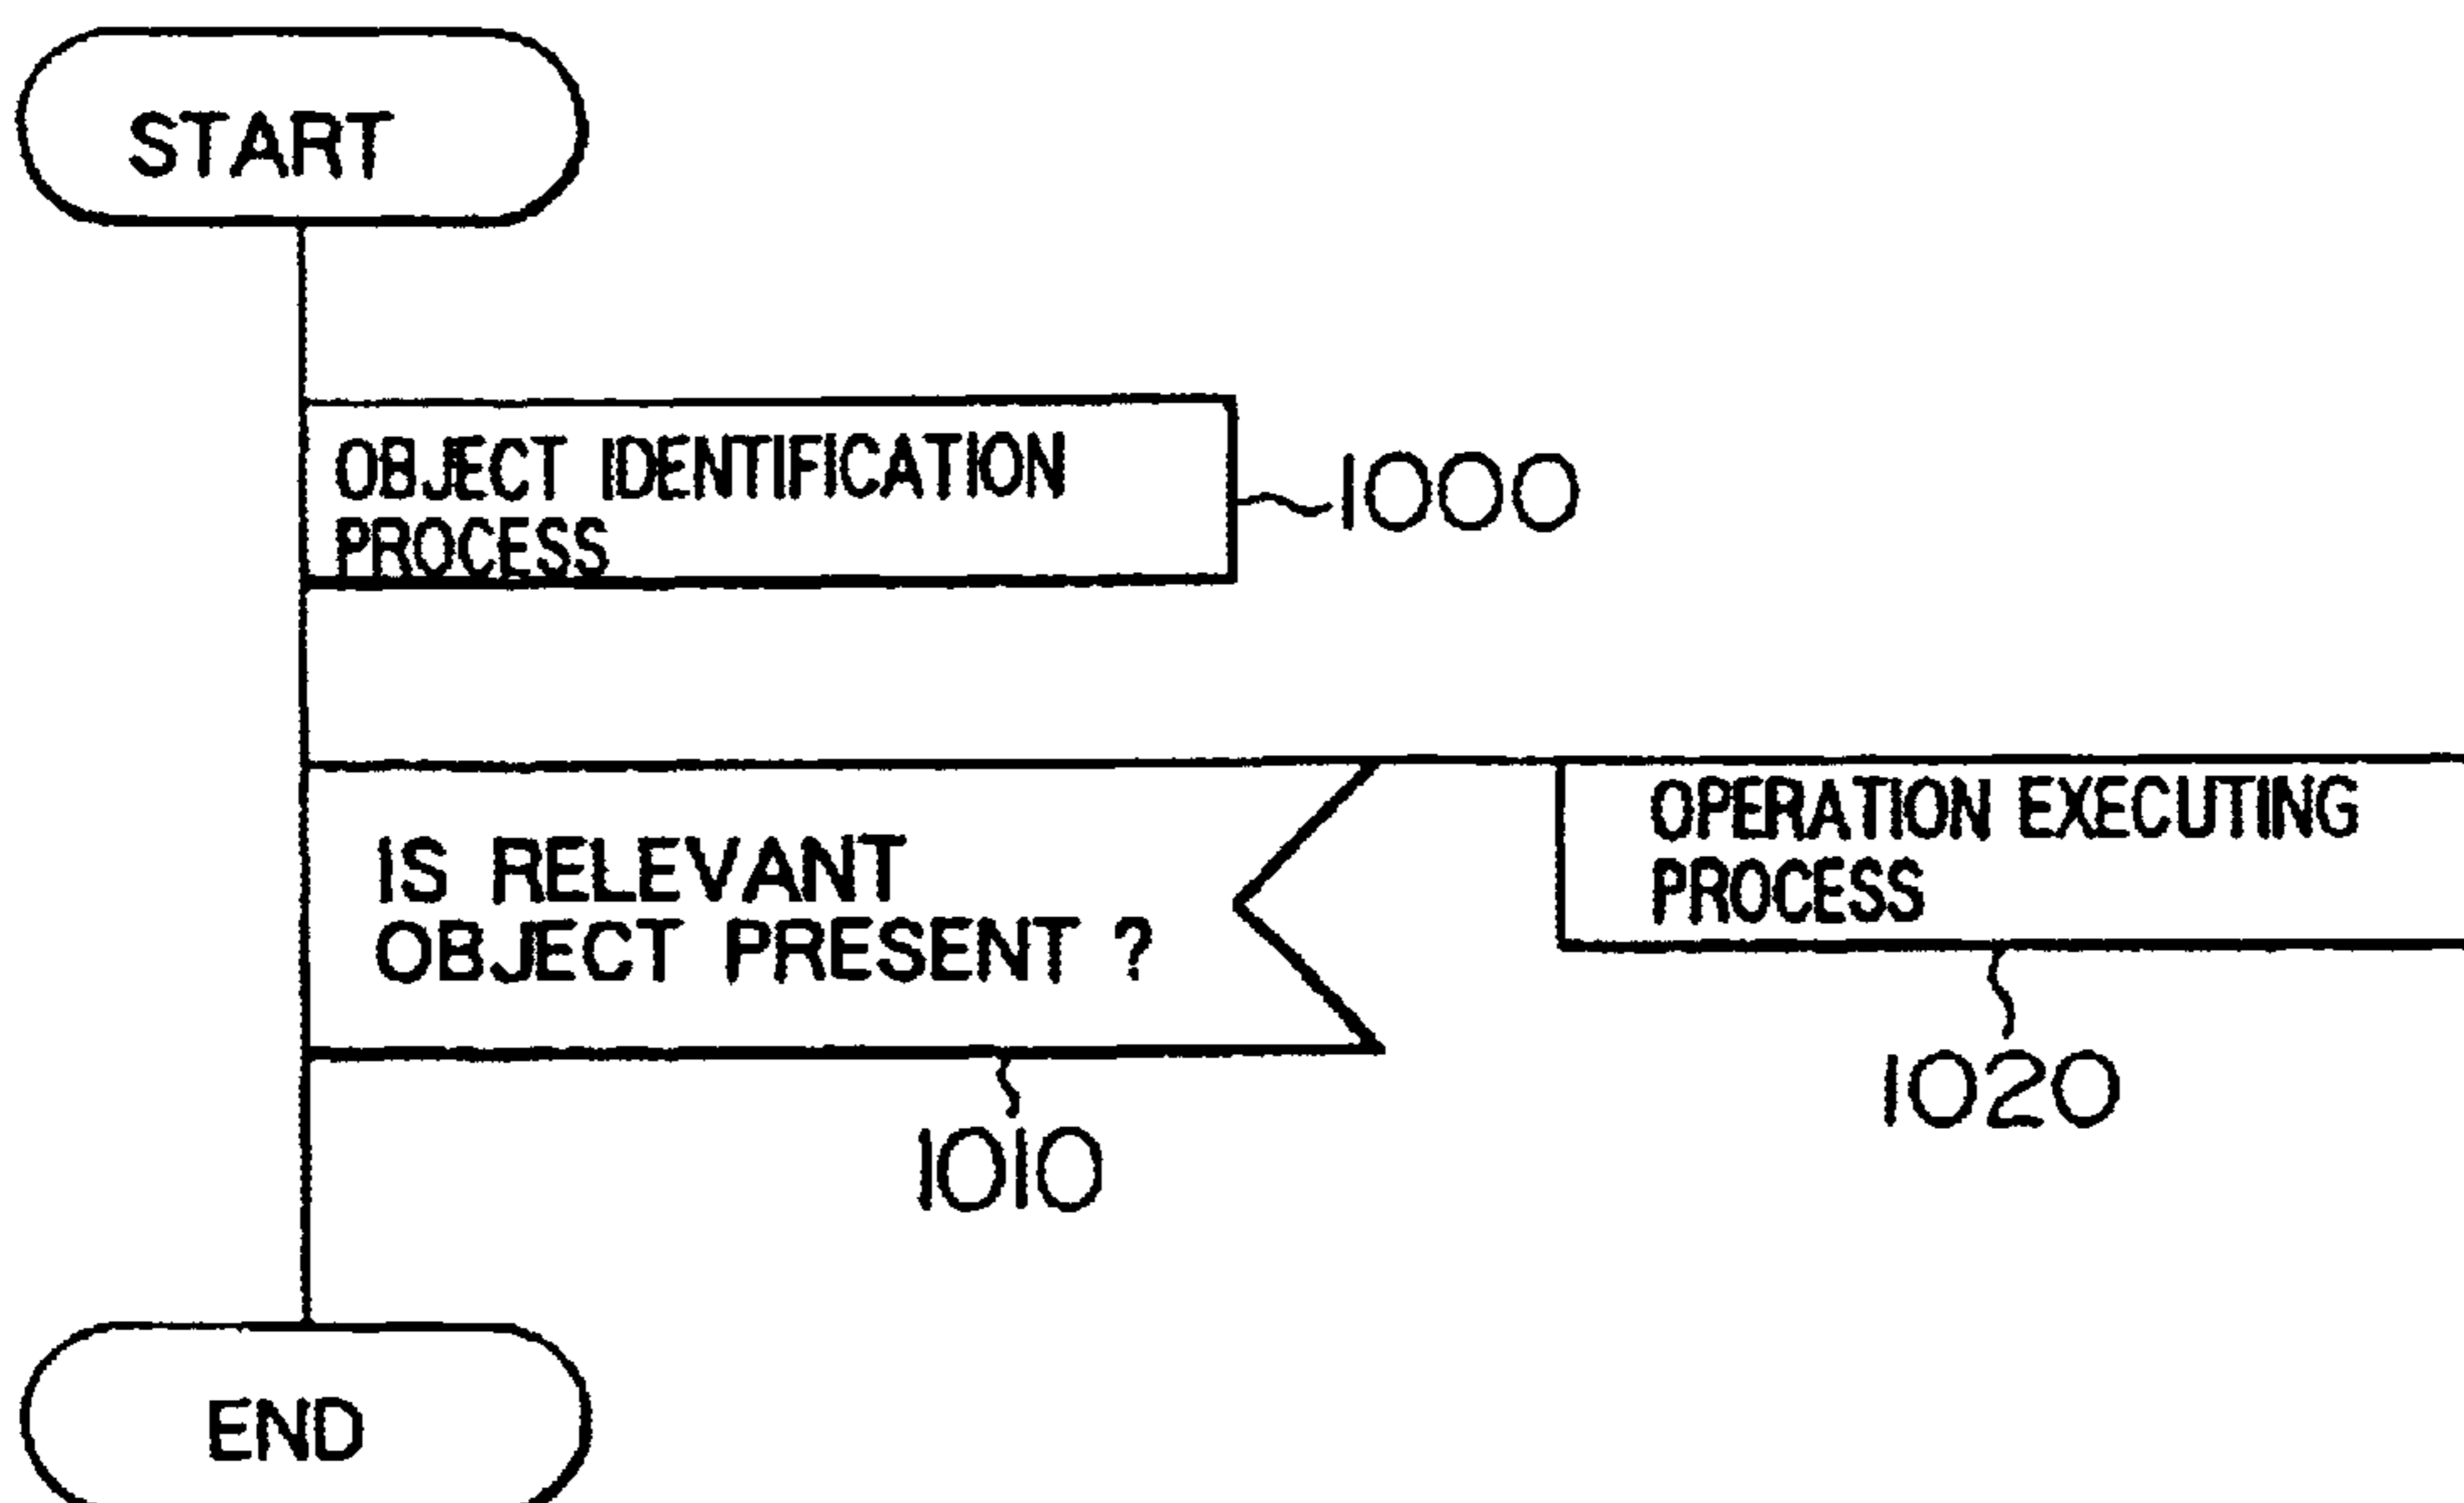 START
OBJECT IDENTIFICATION
PROCESS
1000
IS RELEVANT
OBJECT PRESENT ?
1010
OPERATION EXECUTING
PROCESS
1020
END